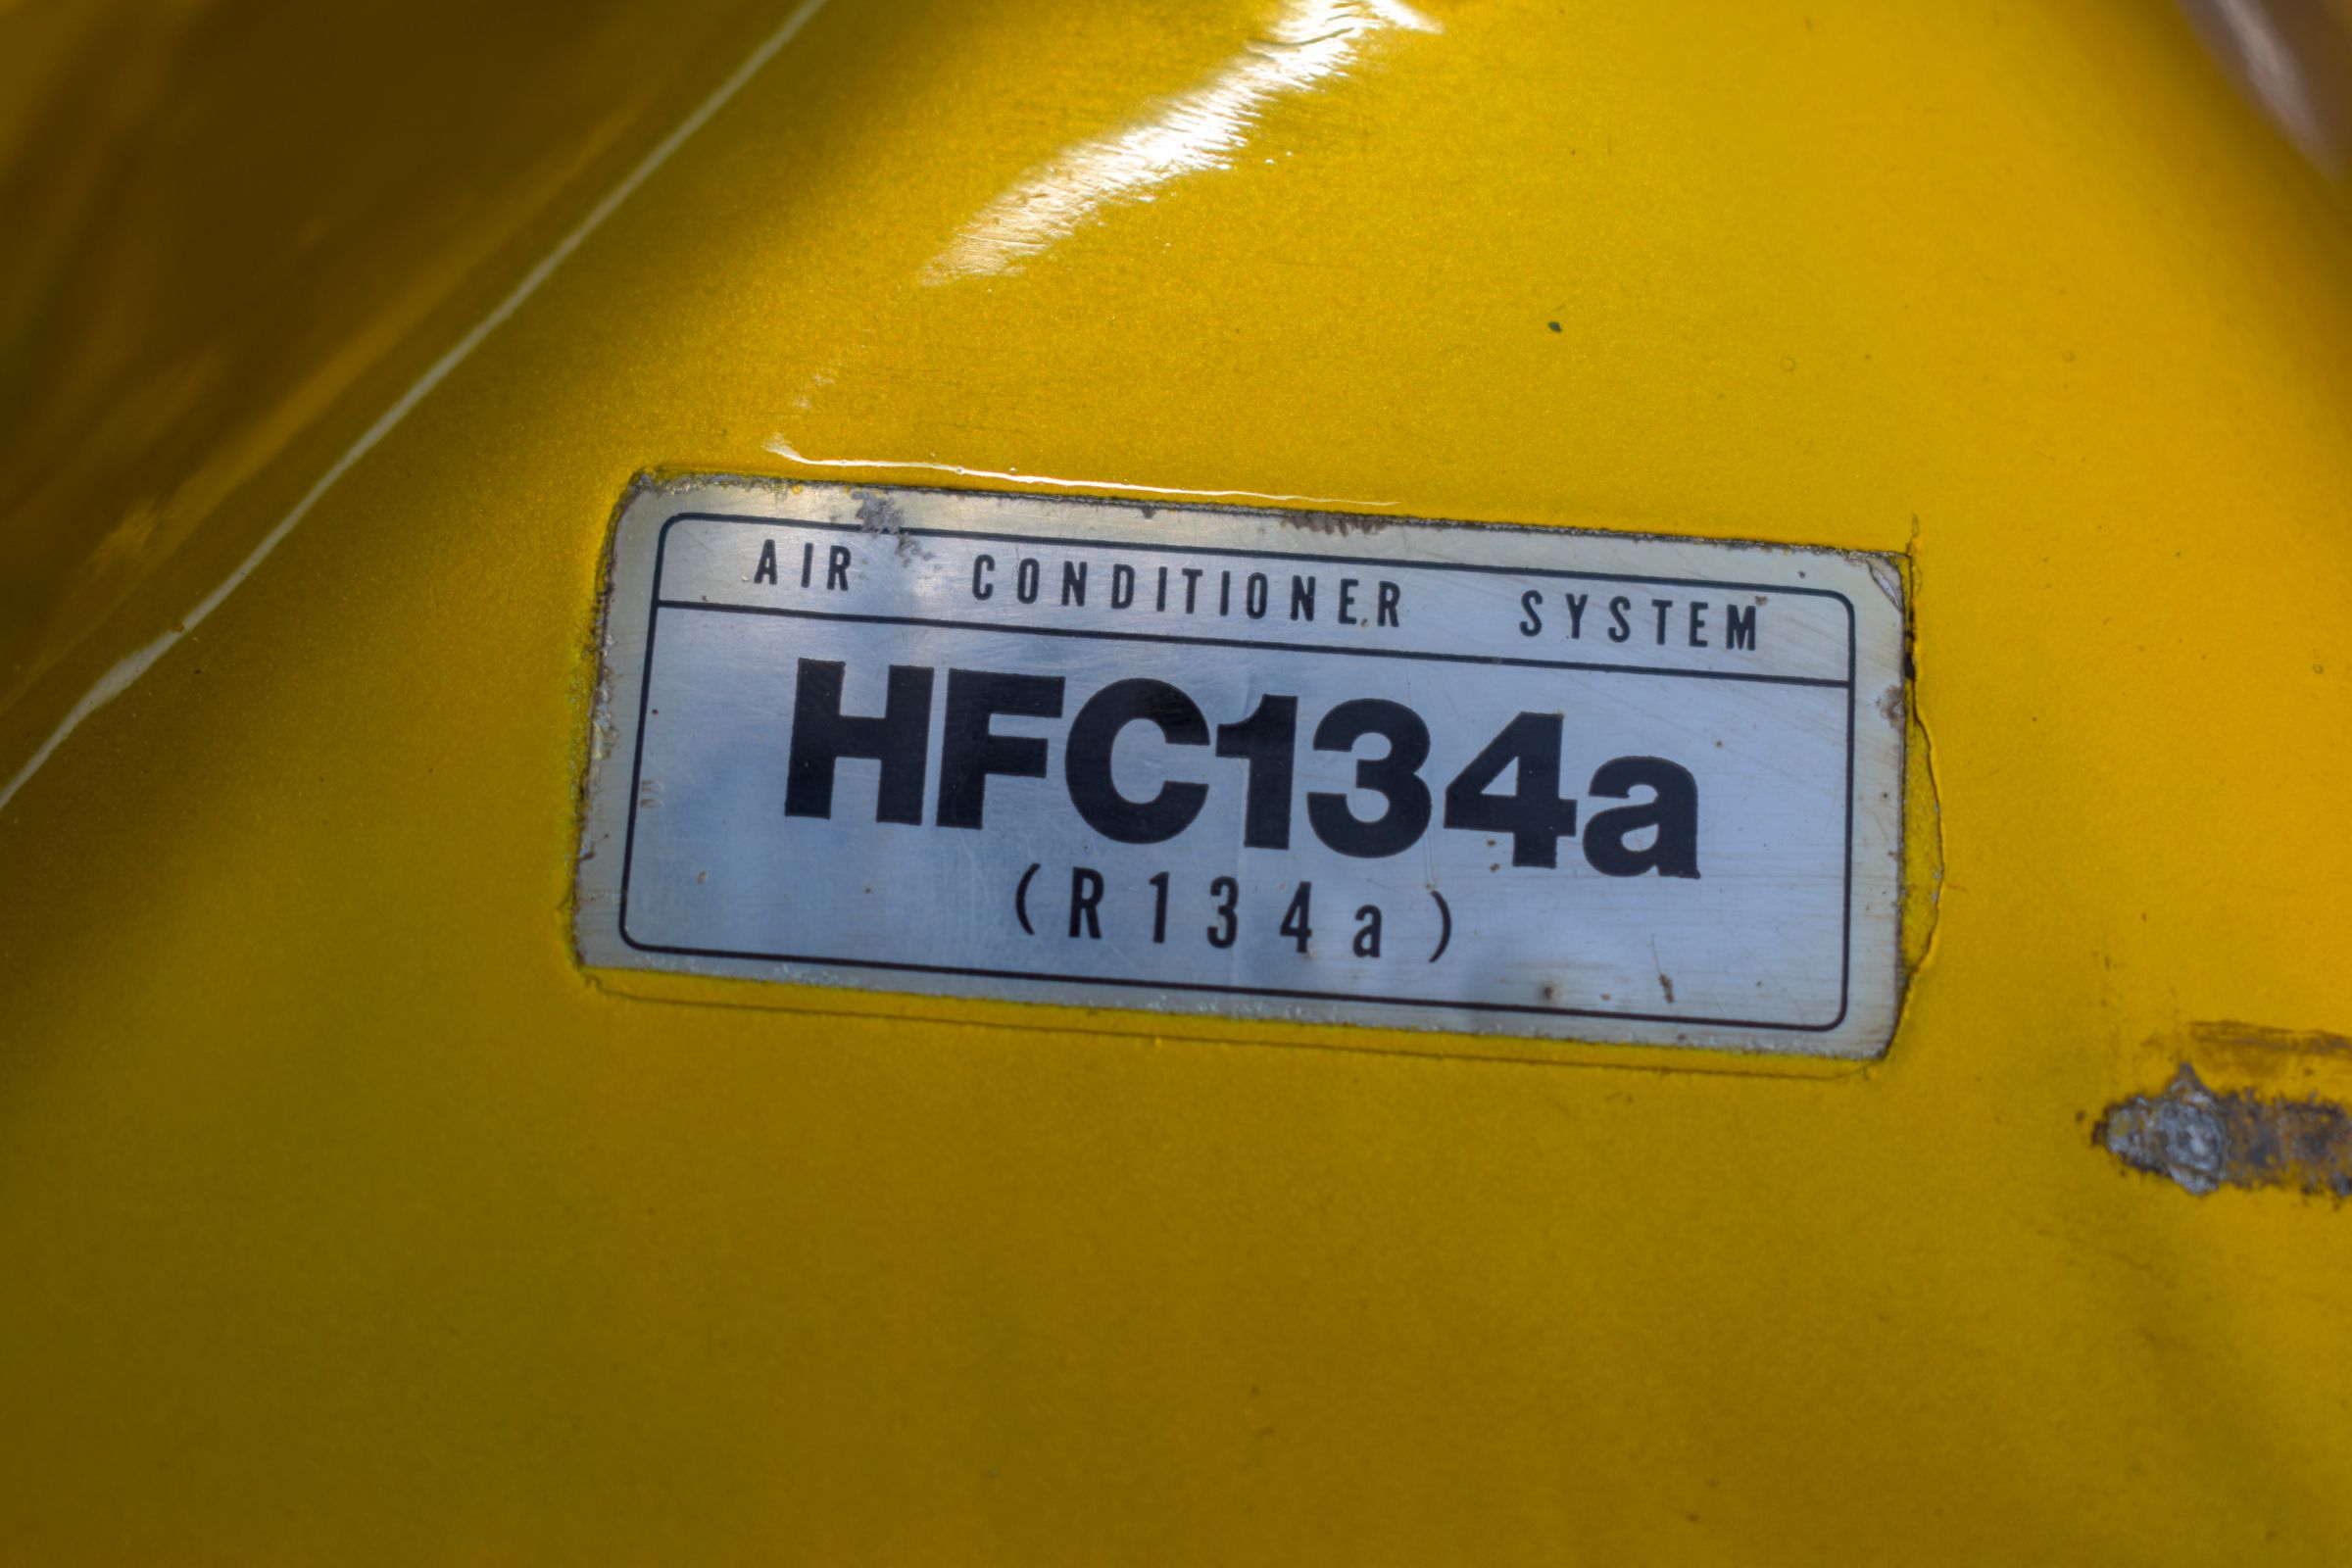 AIR CONDITIONER SYSTEM
HFC134a
(R134a)